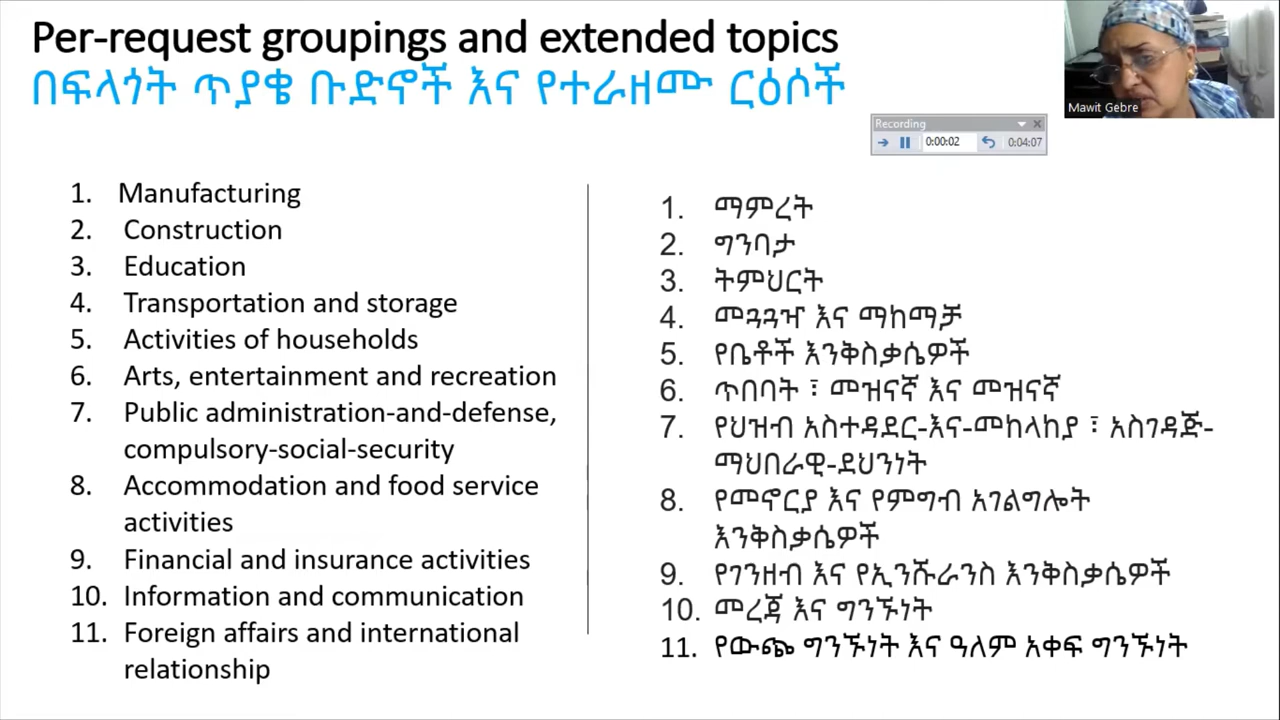 Per-request groupings and extended topics
በፍላጎት ጥያቄ ቡድኖች እና የተራዘሙ ርዕሶች
Mawit Gebre
Recording
0:00:02
0:04:07
1. Manufacturing
2. Construction
3. Education
4. Transportation and storage
5. Activities of households
6. Arts, entertainment and recreation
7. Public administration-and-defense,
compulsory-social-security
8. Accommodation and food service
activities
9. Financial and insurance activities
10. Information and communication
11. Foreign affairs and international
relationship
1. ማምረት
2. ግንባታ
3. ትምህርት
4. መጓጓዣ እና ማከማቻ
5. የቤቶች እንቅስቃሴዎች
6. ጥበባት ፣ መዝናኛ እና መዝናኛ
7. የህዝብ አስተዳደር-እና-መከላከያ ፣ አስገዳጅ-
ማህበራዊ-ደህንነት
8. የመኖርያ እና የምግብ አገልግሎት
እንቅስቃሴዎች
9. የገንዘብ እና የኢንሹራንስ እንቅስቃሴዎች
10. መረጃ እና ግንኙነት
11. የውጭ ግንኙነት እና ዓለም አቀፍ ግንኙነት